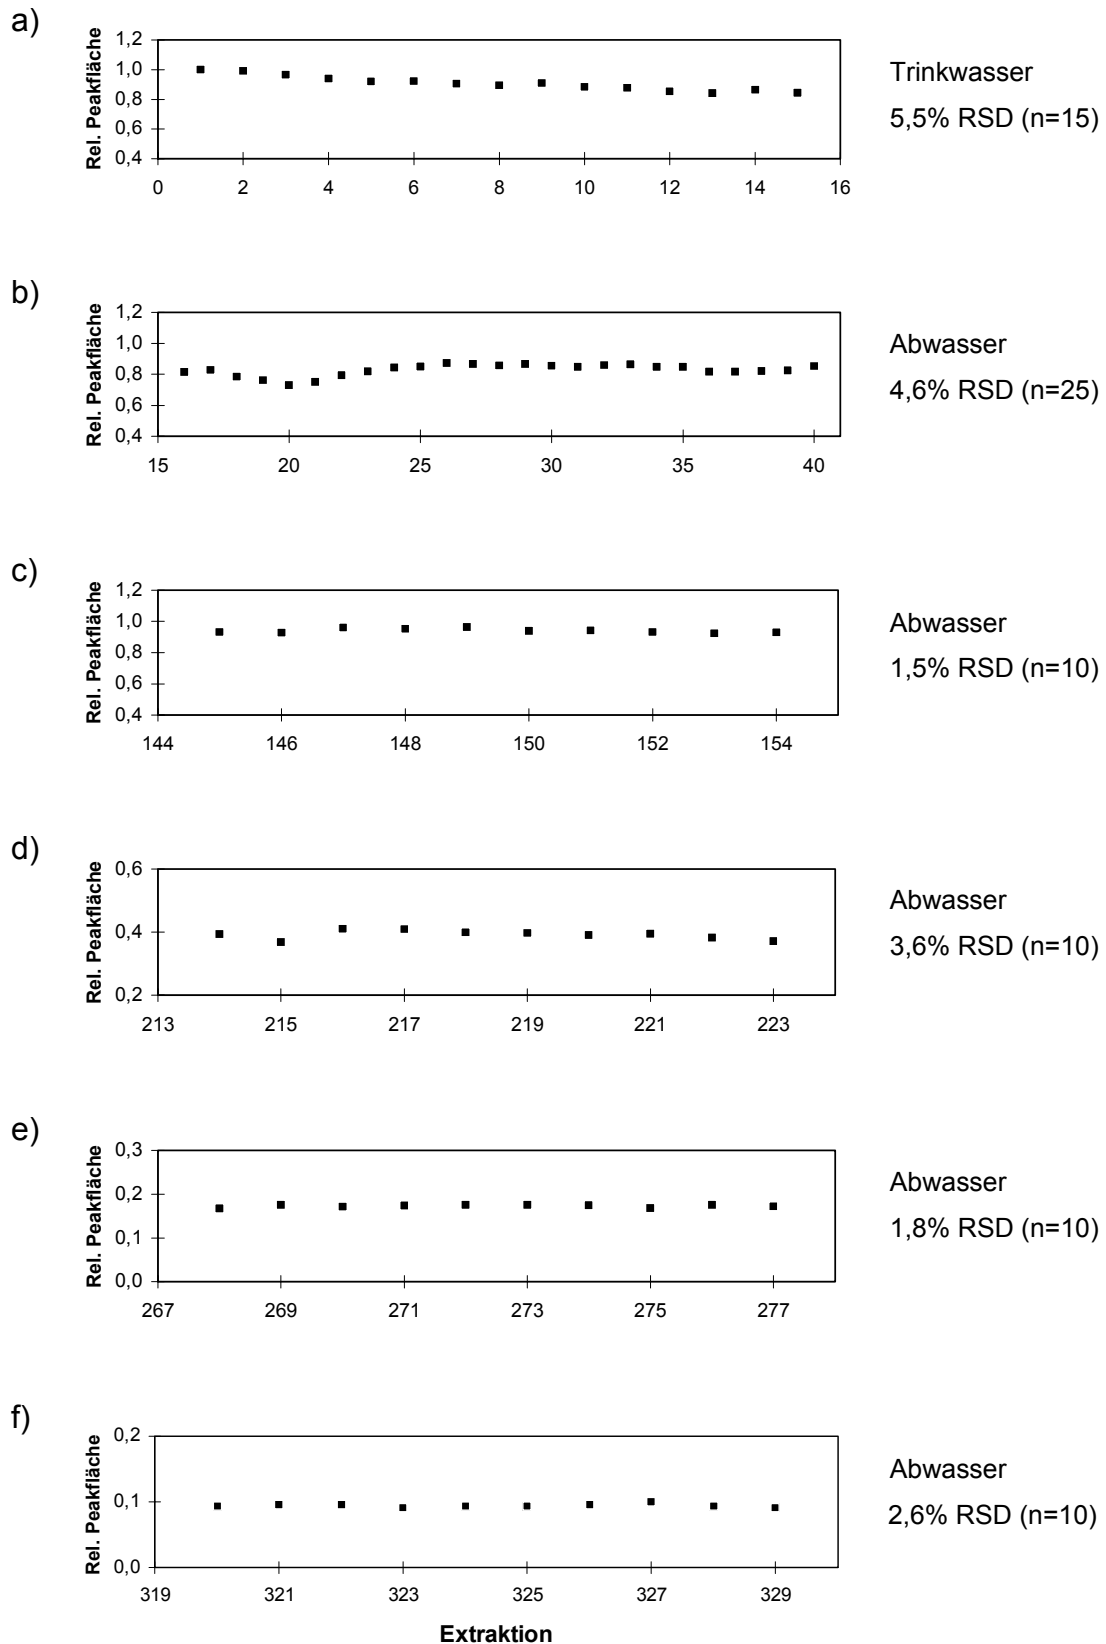 a)
Rel. Peakfläche
1,2
1,0
0,8
0,6
0,4
0 2 4 6 8 10 12 14 16
Trinkwasser
5,5% RSD (n=15)
b)
Rel. Peakfläche
1,2
1,0
0,8
0,6
0,4
15 20 25 30 35 40
Abwasser
4,6% RSD (n=25)
c)
Rel. Peakfläche
1,2
1,0
0,8
0,6
0,4
144 146 148 150 152 154
Abwasser
1,5% RSD (n=10)
d)
Rel. Peakfläche
0,6
0,4
0,2
213 215 217 219 221 223
Abwasser
3,6% RSD (n=10)
e)
Rel. Peakfläche
0,3
0,2
0,1
0,0
267 269 271 273 275 277
Abwasser
1,8% RSD (n=10)
f)
Rel. Peakfläche
0,2
0,1
0,0
319 321 323 325 327 329
Abwasser
2,6% RSD (n=10)
Extraktion